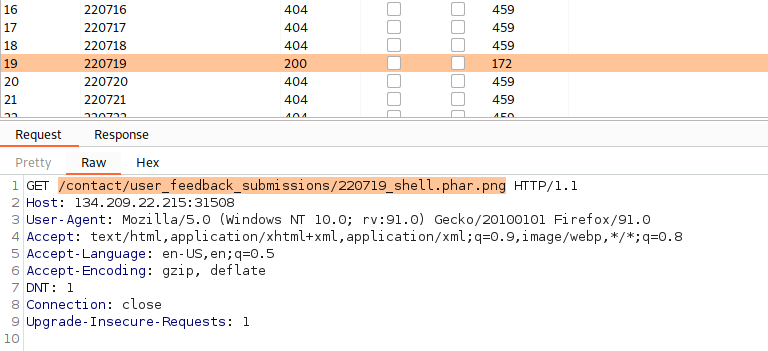 16 220716 404 459
17 220717 404 459
18 220718 404 459
19 220719 200 172
20 220720 404 459
21 220721 404 459
Request Response
Pretty Raw Hex
1 GET /contact/user_feedback_submissions/220719_shell.phar.png HTTP/1.1
2 Host: 134.209.22.215:31508
3 User-Agent: Mozilla/5.0 (Windows NT 10.0; rv:91.0) Gecko/20100101 Firefox/91.0
4 Accept: text/html,application/xhtml+xml,application/xml;q=0.9,image/webp,*/*;q=0.8
5 Accept-Language: en-US,en;q=0.5
6 Accept-Encoding: gzip, deflate
7 DNT: 1
8 Connection: close
9 Upgrade-Insecure-Requests: 1
10